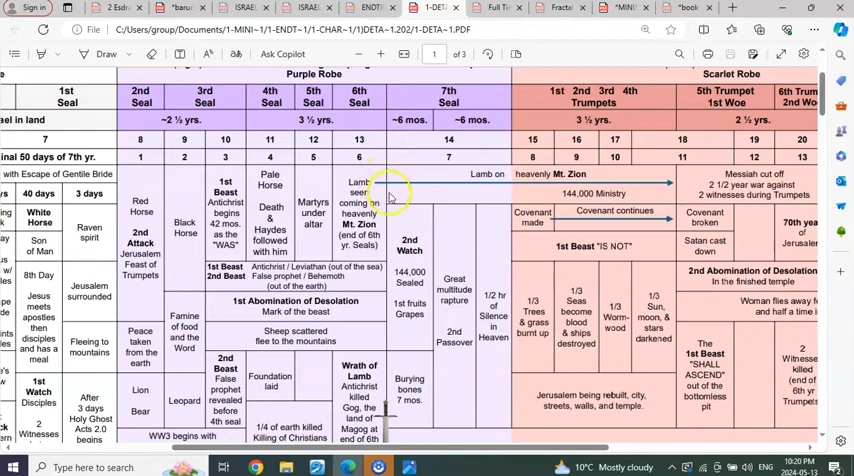 Sign in
2 Esdre
*baruc
ISRAEL
ISRAEL
ENDTI
1-DETA
Full Tim
Fractal
*MINIS
*book
File
C:/Users/group/Documents/1-MINI~1/1-ENDT~1/1-CHAR~1/1)DETA~1.202/1-DETA~1.PDF
Draw
Ask Copilot
1
of 3
Purple Robe
Scarlet Robe
1st
Seal
2nd
Seal
3rd
Seal
4th
Seal
5th
Seal
6th
Seal
7th
Seal
1st 2nd 3rd 4th
Trumpets
5th Trumpet
1st Woe
6th Trum
2nd Wo
el in land
~2 ½ yrs.
3 ½ yrs.
~6 mos.
~6 mos.
3 ½ yrs.
2 ½ yrs.
7
8
9
10
11
12
13
14
15
16
17
18
19
20
inal 50 days of 7th yr.
1
2
3
4
5
6
7
8
9
10
11
12
13
with Escape of Gentile Bride
40 days
3 days
White
Horse
Raven
spirit
Son
of Man
8th Day
Jesus
meets
apostles
then
disciples
and has a
meal
Jerusalem
surrounded
Fleeing to
mountains
1st
Watch
Disciples
2
Witnesses
After
3 days
Holy Ghost
Acts 2.0
begins
Red
Horse
2nd
Attack
Jerusalem
Feast of
Trumpets
Peace
taken
from the
earth
Lion
Bear
Black
Horse
Famine
of food
and the
Word
Leopard
WW3 begins with
1st
Beast
Antichrist
begins
42 mos.
as the
"WAS"
Pale
Horse
Death
&
Haydes
followed
with him
Martyrs
under
altar
Lamb
seen
coming on
heavenly
Mt. Zion
(end of 6th
yr. Seals)
1st Beast
2nd Beast
Antichrist / Leviathan (out of the sea)
False prophet / Behemoth
(out of the earth)
1st Abomination of Desolation
Mark of the beast
Sheep scattered
flee to the mountains
2nd
Beast
False
prophet
revealed
before
4th seal
Foundation
laid
1/4 of earth killed
Killing of Christians
Wrath of
Lamb
Antichrist
killed
Gog, the
land of
Magog at
end of 6th
Lamb on heavenly Mt. Zion
144,000 Ministry
2nd
Watch
144,000
Sealed
1st fruits
Grapes
Burying
bones
7 mos.
Great
multitude
rapture
2nd
Passover
1/2 hr
of
Silence
in
Heaven
Covenant
made
Covenant continues
1st Beast "IS NOT"
1/3
Trees
& grass
burnt up
1/3
Seas
become
blood
& ships
destroyed
1/3
Worm-
wood
1/3
Sun,
moon, &
stars
darkened
Jerusalem being rebuilt, city,
streets, walls, and temple.
Messiah cut offs
2 1/2 year war against
2 witnesses during Trumpets
Covenant
broken
Satan cast
down
70th yea
of
Jerusalem
2nd Abomination of Desolation
In the finished temple
Woman flies away fo
and half a time i
The
1st Beast
"SHALL
ASCEND"
out of the
bottomless
pit
2
Witnesse
killed
(end of
6th yr
Trumpets
Type here to search
10°C Mostly cloudy
ENG
10:20 PM
2024-05-13